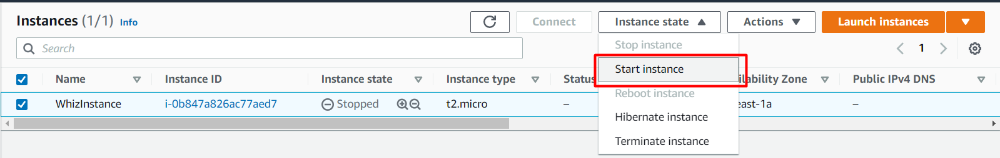 Instances (1/1) Info
Connect
Instance state
Actions
Launch instances
Search
Stop instance
1
Start instance
Name Instance ID Instance state Instance type Status ilability Zone Public IPv4 DNS
Reboot instance
WhizInstance i-0b847a826ac77aed7 Stopped t2.micro – east-1a –
Hibernate instance
Terminate instance